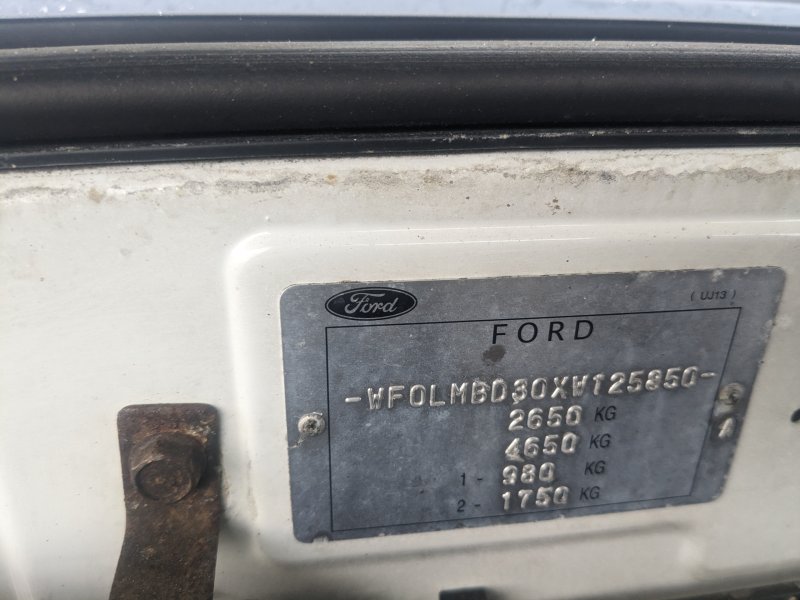 Ford
( UJ13 )
FORD
-WF0LMBD30XW125850-
2650 KG
4650 KG
1 - 980 KG
2 - 1750 KG
A